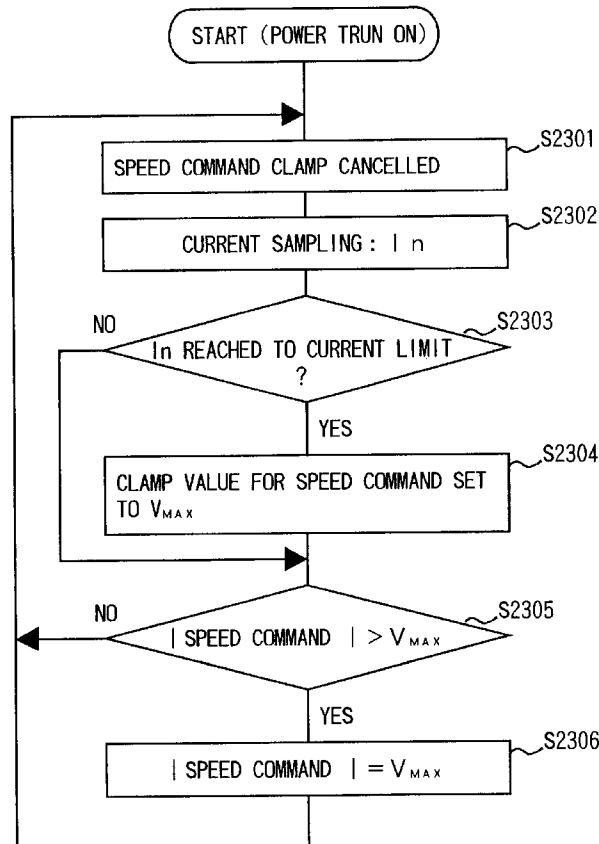 START (POWER TRUN ON)
S2301
SPEED COMMAND CLAMP CANCELLED
S2302
CURRENT SAMPLING: In
S2303
NO
In REACHED TO CURRENT LIMIT
?
YES
S2304
CLAMP VALUE FOR SPEED COMMAND SET
TO VMAX
S2305
NO
| SPEED COMMAND | > VMAX
YES
S2306
| SPEED COMMAND | = VMAX